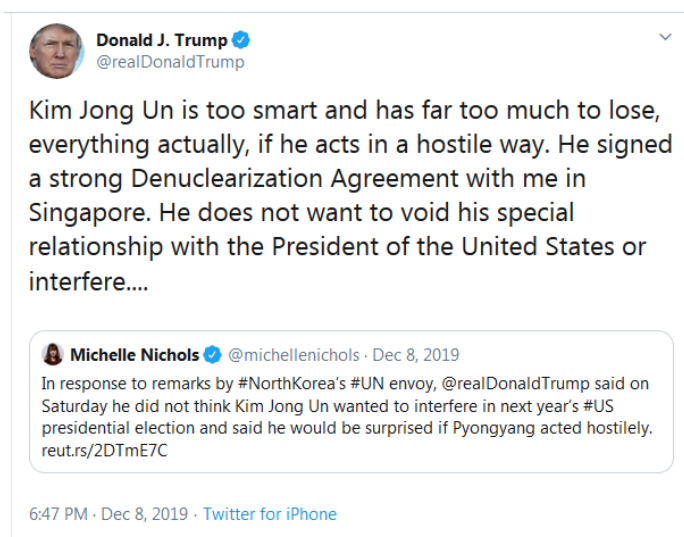 Donald J. Trump
@realDonaldTrump
Kim Jong Un is too smart and has far too much to lose,
everything actually, if he acts in a hostile way. He signed
a strong Denuclearization Agreement with me in
Singapore. He does not want to void his special
relationship with the President of the United States or
interfere....
Michelle Nichols @michellenichols · Dec 8, 2019
In response to remarks by #NorthKorea's #UN envoy, @realDonaldTrump said on
Saturday he did not think Kim Jong Un wanted to interfere in next year's #US
presidential election and said he would be surprised if Pyongyang acted hostilely.
reut.rs/2DTmE7C
6:47 PM · Dec 8, 2019 · Twitter for iPhone